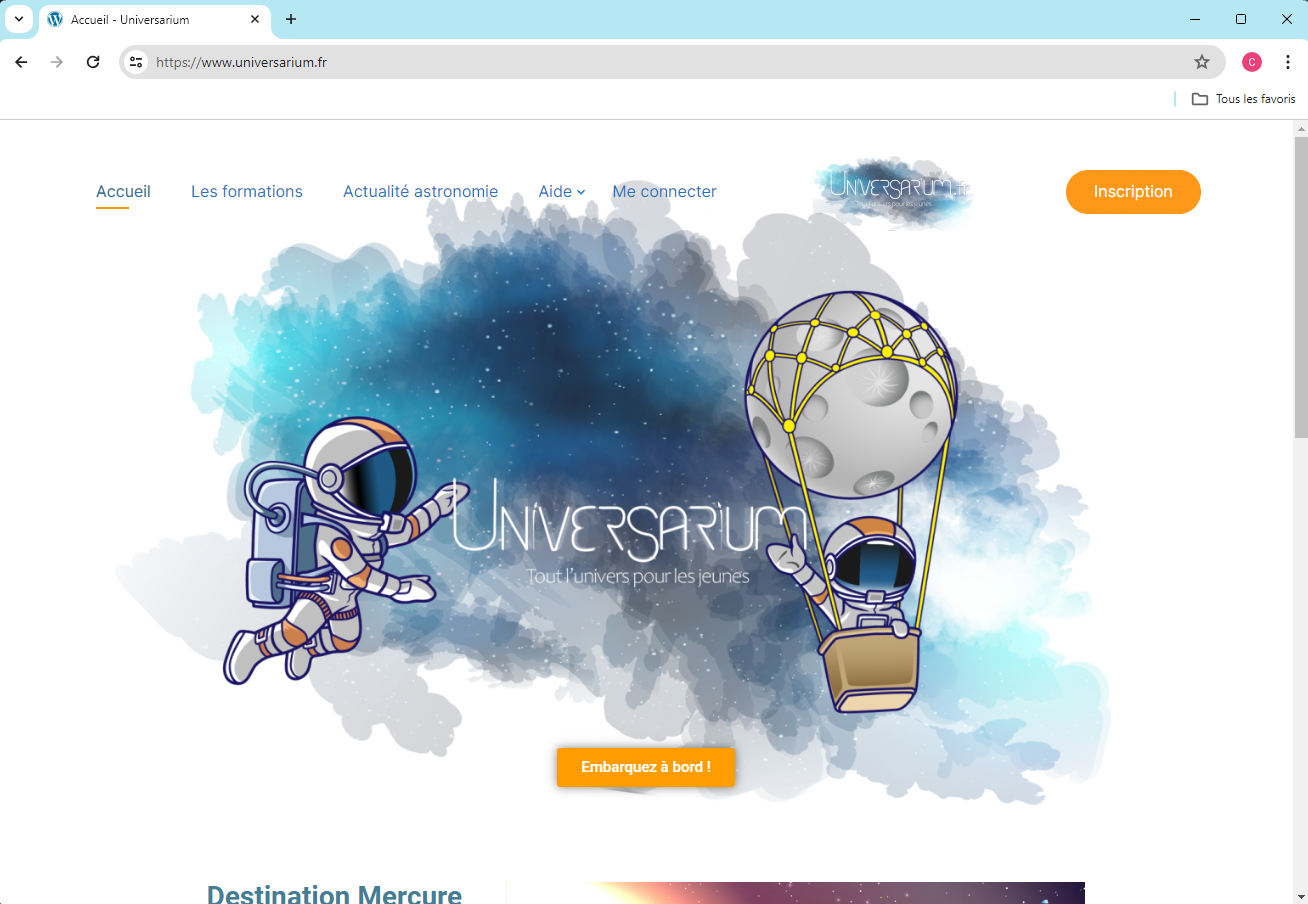 Accueil - Universarium
https://www.universarium.fr
C
Tous les favoris
Accueil
Les formations
Actualité astronomie
Aide
Me connecter
UNIVERSARIUM.fr
Tout l'univers pour les jeunes
Inscription
UNIVERSARIUM
Tout l'univers pour les jeunes
Embarquez à bord !
Destination Mercure